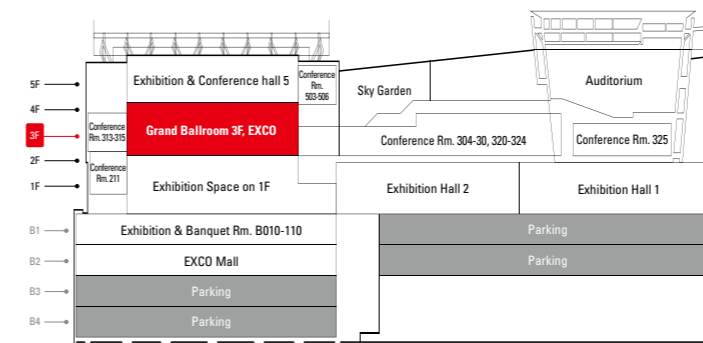 5F
Exhibition & Conference hall 5
Conference
Rm.
503-506
Sky Garden
Auditorium
4F
3F
Conference
Rm. 313-315
Grand Ballroom 3F, EXCO
Conference Rm. 304-30, 320-324
Conference Rm. 325
2F
Conference
Rm. 211
1F
Exhibition Space on 1F
Exhibition Hall 2
Exhibition Hall 1
B1
Exhibition & Banquet Rm. B010-110
Parking
B2
EXCO Mall
Parking
B3
Parking
B4
Parking